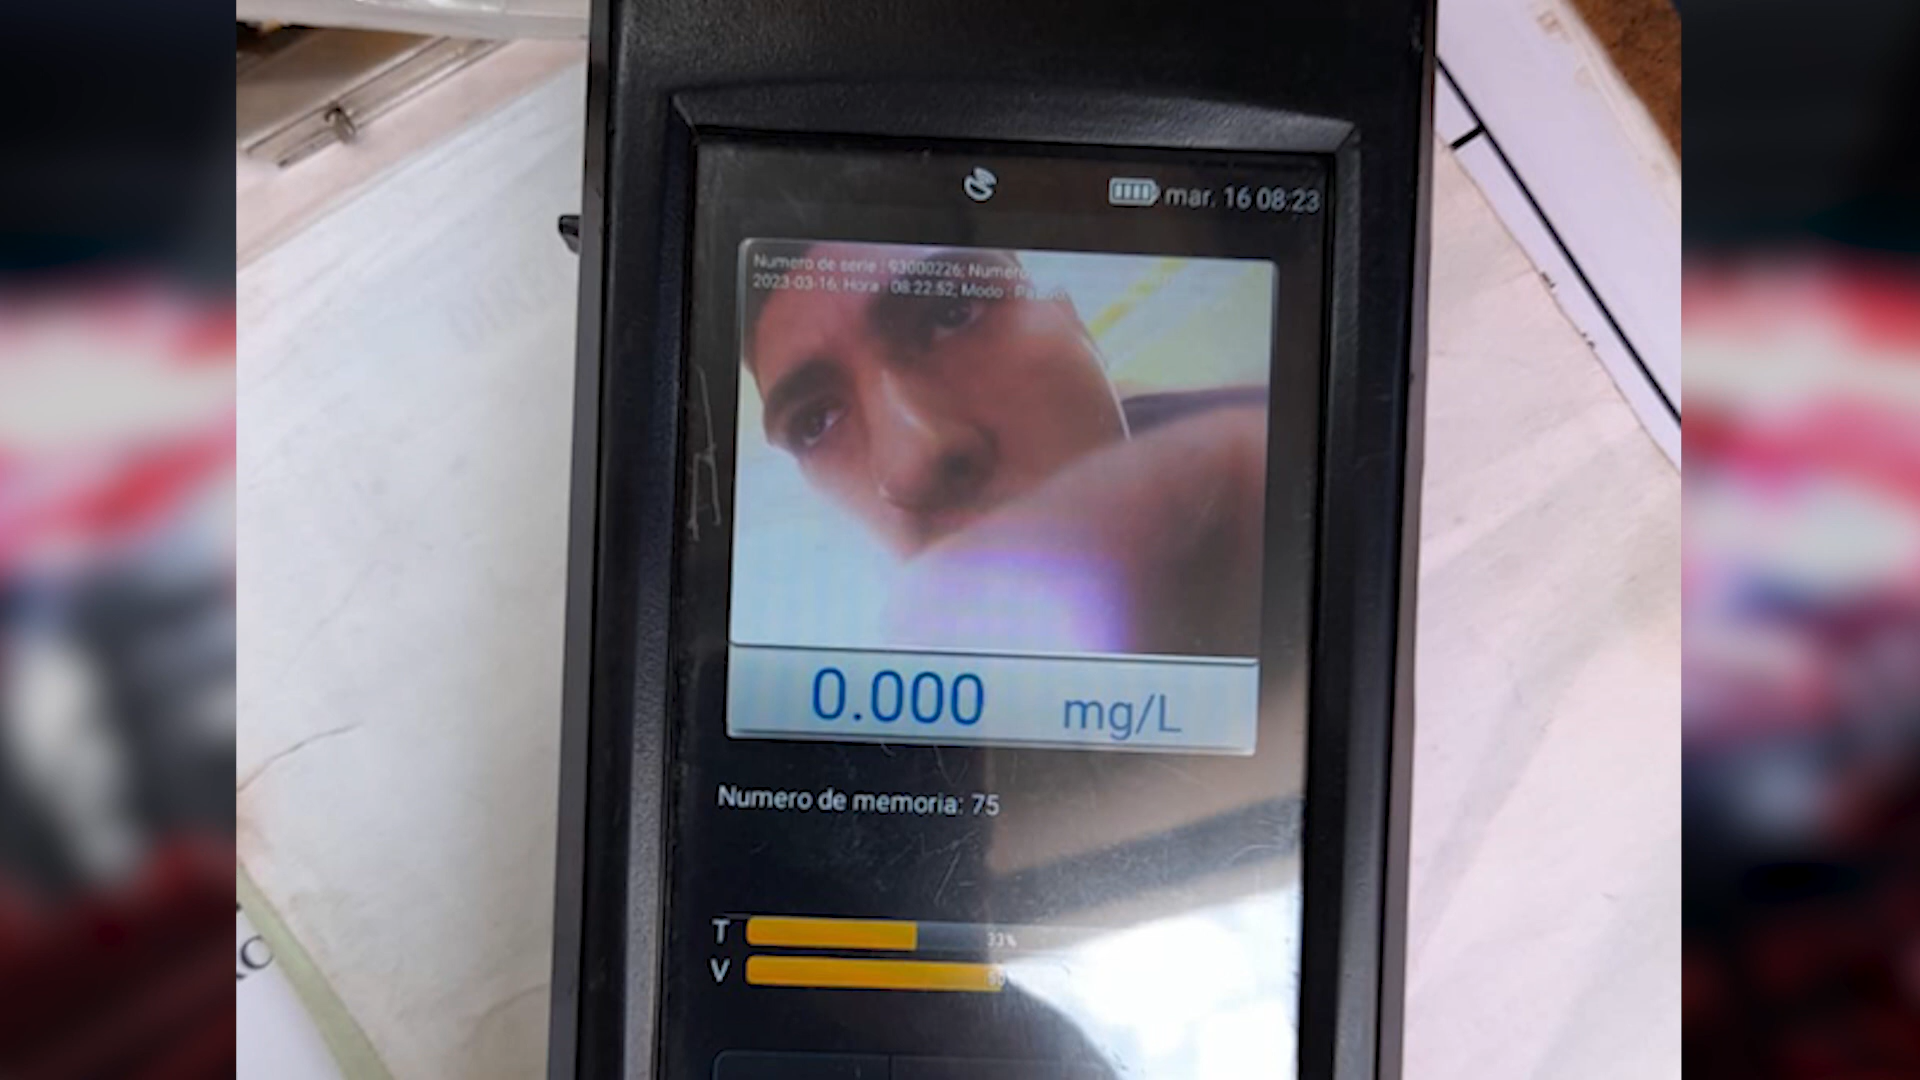 mar. 16 08:23
Numero de serie : 93000226; Numero
2023-03-16; Hora : 08:22:52; Modo :
0.000 mg/L
Numero de memoria: 75
T 33%
V